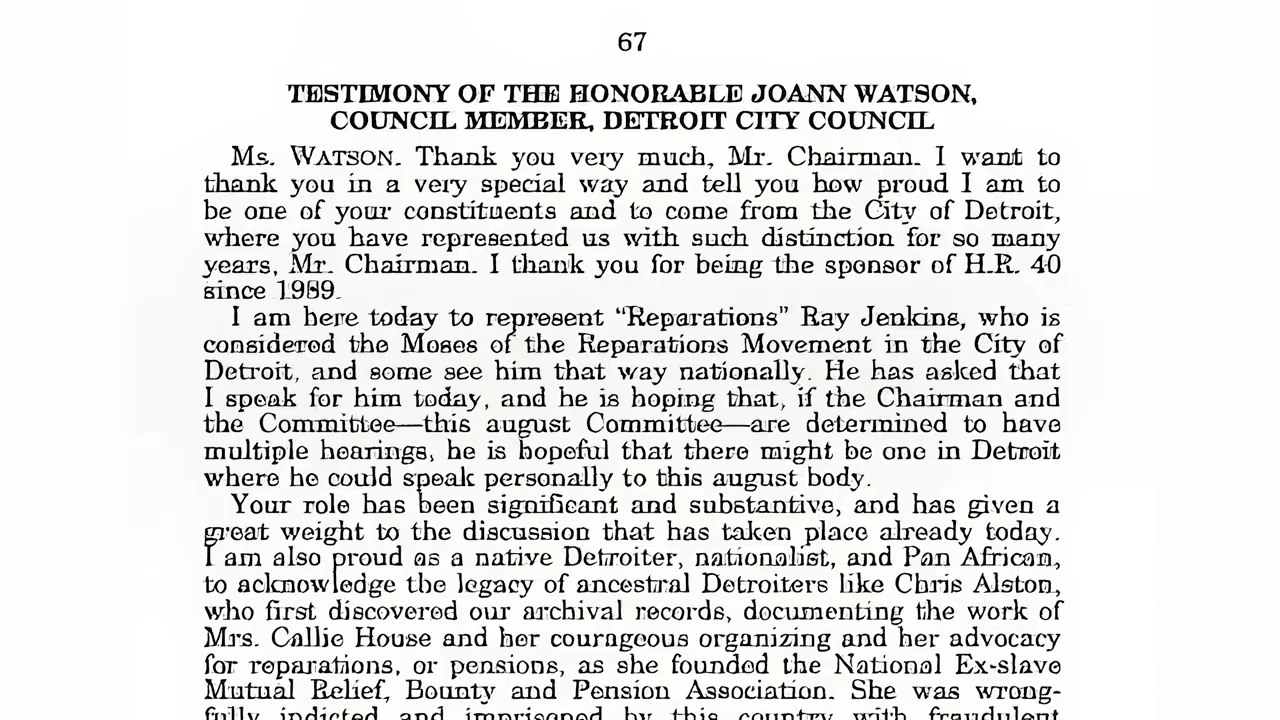 67
TESTIMONY OF THE HONORABLE JOANN WATSON,
COUNCIL MEMBER, DETROIT CITY COUNCIL
Ms. WATSON. Thank you very much, Mr. Chairman. I want to
thank you in a very special way and tell you how proud I am to
be one of your constituents and to come from the City of Detroit,
where you have represented us with such distinction for so many
years, Mr. Chairman. I thank you for being the sponsor of H.R. 40
since 1989.
I am here today to represent “Reparations” Ray Jenkins, who is
considered the Moses of the Reparations Movement in the City of
Detroit, and some see him that way nationally. He has asked that
I speak for him today, and he is hoping that, if the Chairman and
the Committee—this august Committee—are determined to have
multiple hearings, he is hopeful that there might be one in Detroit
where he could speak personally to this august body.
Your role has been significant and substantive, and has given a
great weight to the discussion that has taken place already today.
I am also proud as a native Detroiter, nationalist, and Pan African,
to acknowledge the legacy of ancestral Detroiters like Chris Alston,
who first discovered our archival records, documenting the work of
Mrs. Callie House and her courageous organizing and her advocacy
for reparations, or pensions, as she founded the National Ex-slave
Mutual Relief, Bounty and Pension Association. She was wrong-
fully indicted and imprisoned by this country with fraudulent